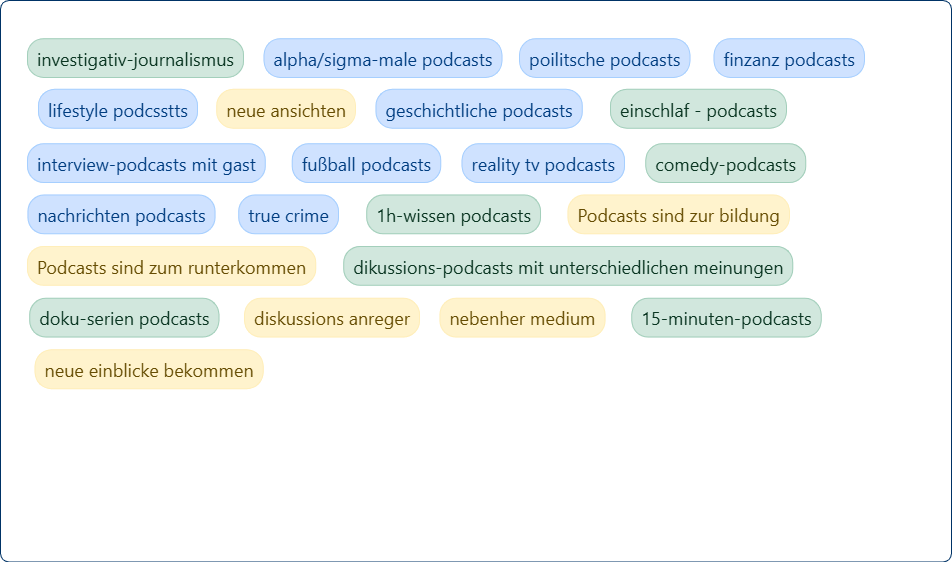 investigativ-journalismus alpha/sigma-male podcasts poilitsche podcasts finzanz podcasts
lifestyle podcsstts neue ansichten geschichtliche podcasts einschlaf - podcasts
interview-podcasts mit gast fußball podcasts reality tv podcasts comedy-podcasts
nachrichten podcasts true crime 1h-wissen podcasts Podcasts sind zur bildung
Podcasts sind zum runterkommen dikussions-podcasts mit unterschiedlichen meinungen
doku-serien podcasts diskussions anreger nebenher medium 15-minuten-podcasts
neue einblicke bekommen